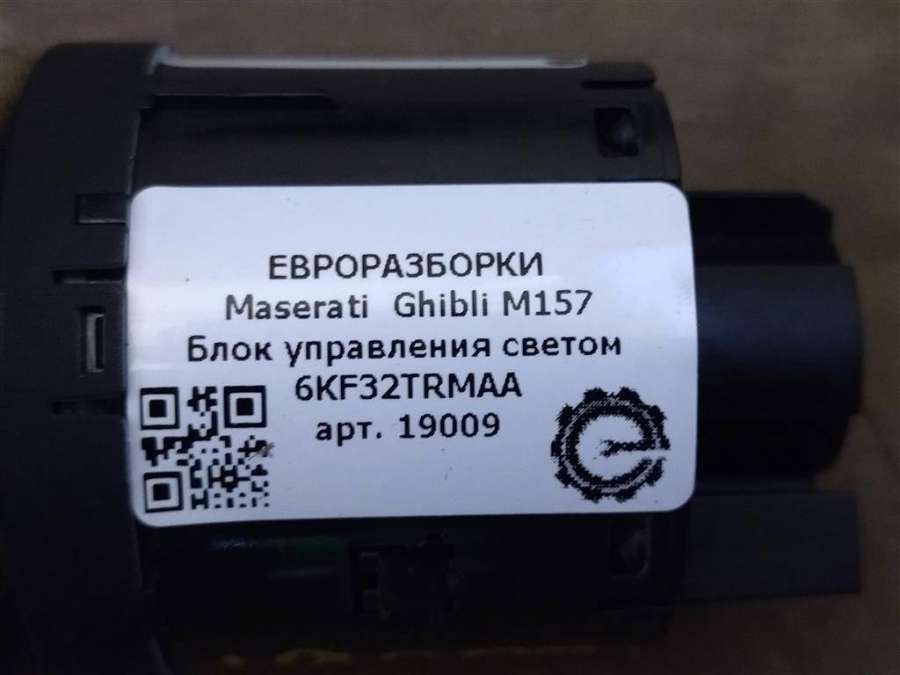 ЕВРОРАЗБОРКИ
Maserati Ghibli M157
Блок управления светом
6KF32TRMAA
арт. 19009